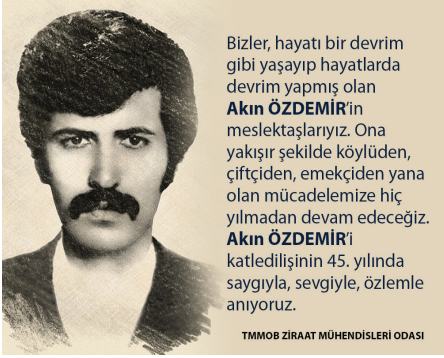 Bizler, hayatı bir devrim
gibi yaşayıp hayatlarda
devrim yapmış olan
Akın ÖZDEMİR'in
meslektaşlarıyız. Ona
yakışır şekilde köylüden,
çiftçiden, emekçiden yana
olan mücadelemize hiç
yılmadan devam edeceğiz.
Akın ÖZDEMİR'i
katledilişinin 45. yılında
saygıyla, sevgiyle, özlemle
anıyoruz.
TMMOB ZİRAAT MÜHENDİSLERİ ODASI